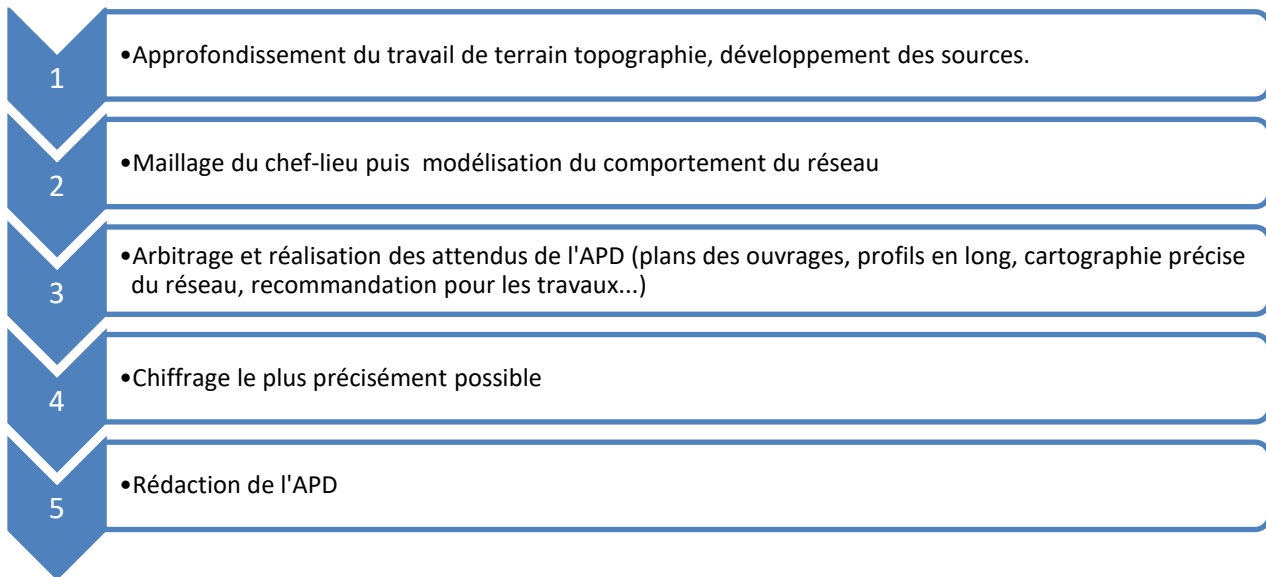 1
•Approfondissement du travail de terrain topographie, développement des sources.
2
•Maillage du chef-lieu puis  modélisation du comportement du réseau
3
•Arbitrage et réalisation des attendus de l'APD (plans des ouvrages, profils en long, cartographie précise
du réseau, recommandation pour les travaux...)
4
•Chiffrage le plus précisément possible
5
•Rédaction de l'APD